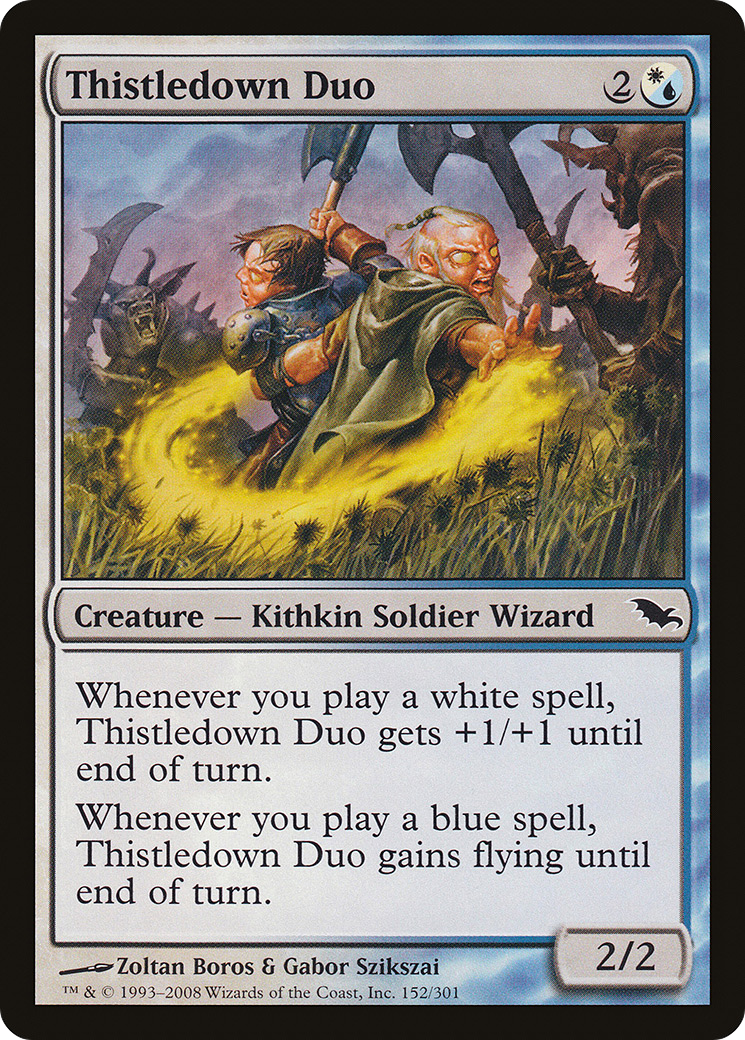 Thistledown Duo 2
Creature — Kithkin Soldier Wizard
Whenever you play a white spell,
Thistledown Duo gets +1/+1 until
end of turn.
Whenever you play a blue spell,
Thistledown Duo gains flying until
end of turn.
2/2
Zoltan Boros & Gabor Szikszai
™ & © 1993–2008 Wizards of the Coast, Inc. 152/301